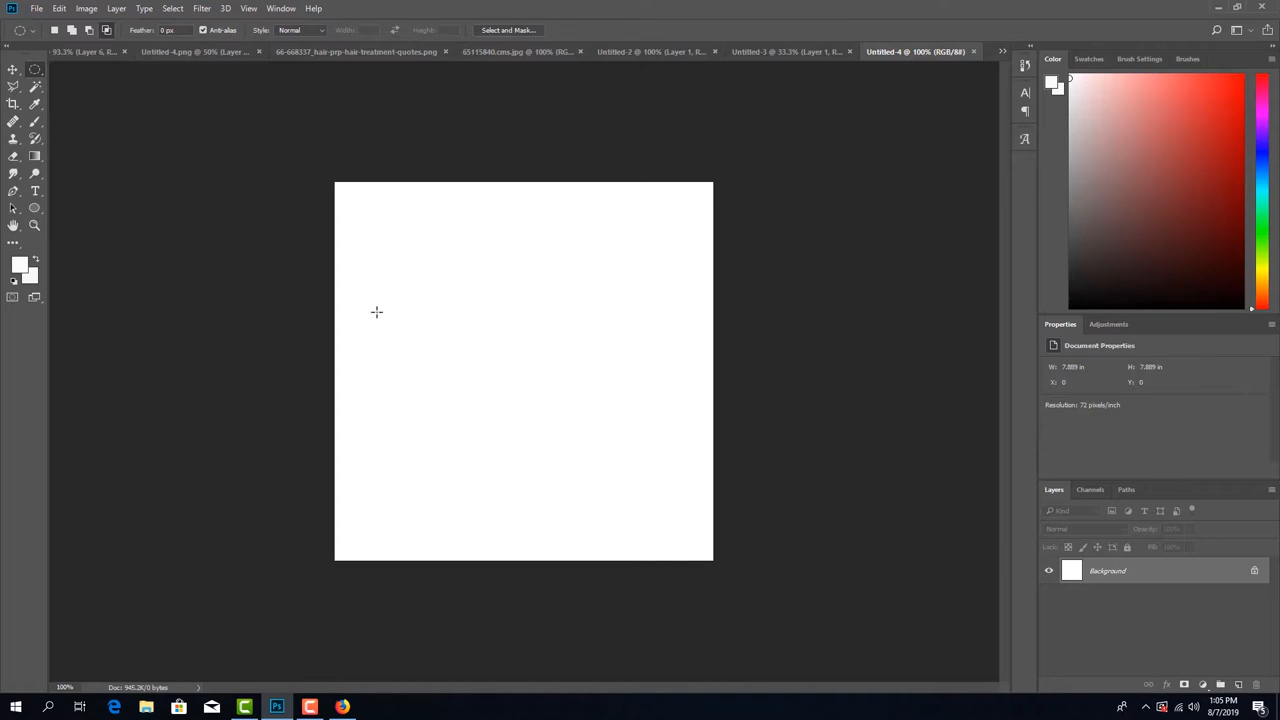 Ps File Edit Image Layer Type Select Filter 3D View Window Help
Feather: 0 px Anti-alias Style: Normal Width: Height: Select and Mask...
93.3% (Layer 6, R... × Untitled-4.png @ 50% (Layer ... × 66-668337_hair-prp-hair-treatment-quotes.png × 65115840.cms.jpg @ 100% (RG... × Untitled-2 @ 100% (Layer 1, R... × Untitled-3 @ 33.3% (Layer 1, R... × Untitled-4 @ 100% (RGB/8#) ×
Color Swatches Brush Settings Brushes
Properties Adjustments
Document Properties
W: 7.889 in H: 7.889 in
X: 0 Y: 0
Resolution: 72 pixels/inch
Layers Channels Paths
Kind
Normal Opacity: 100%
Lock: Fill: 100%
Background
100% Doc: 945.2K/0 bytes
1:05 PM
8/7/2019